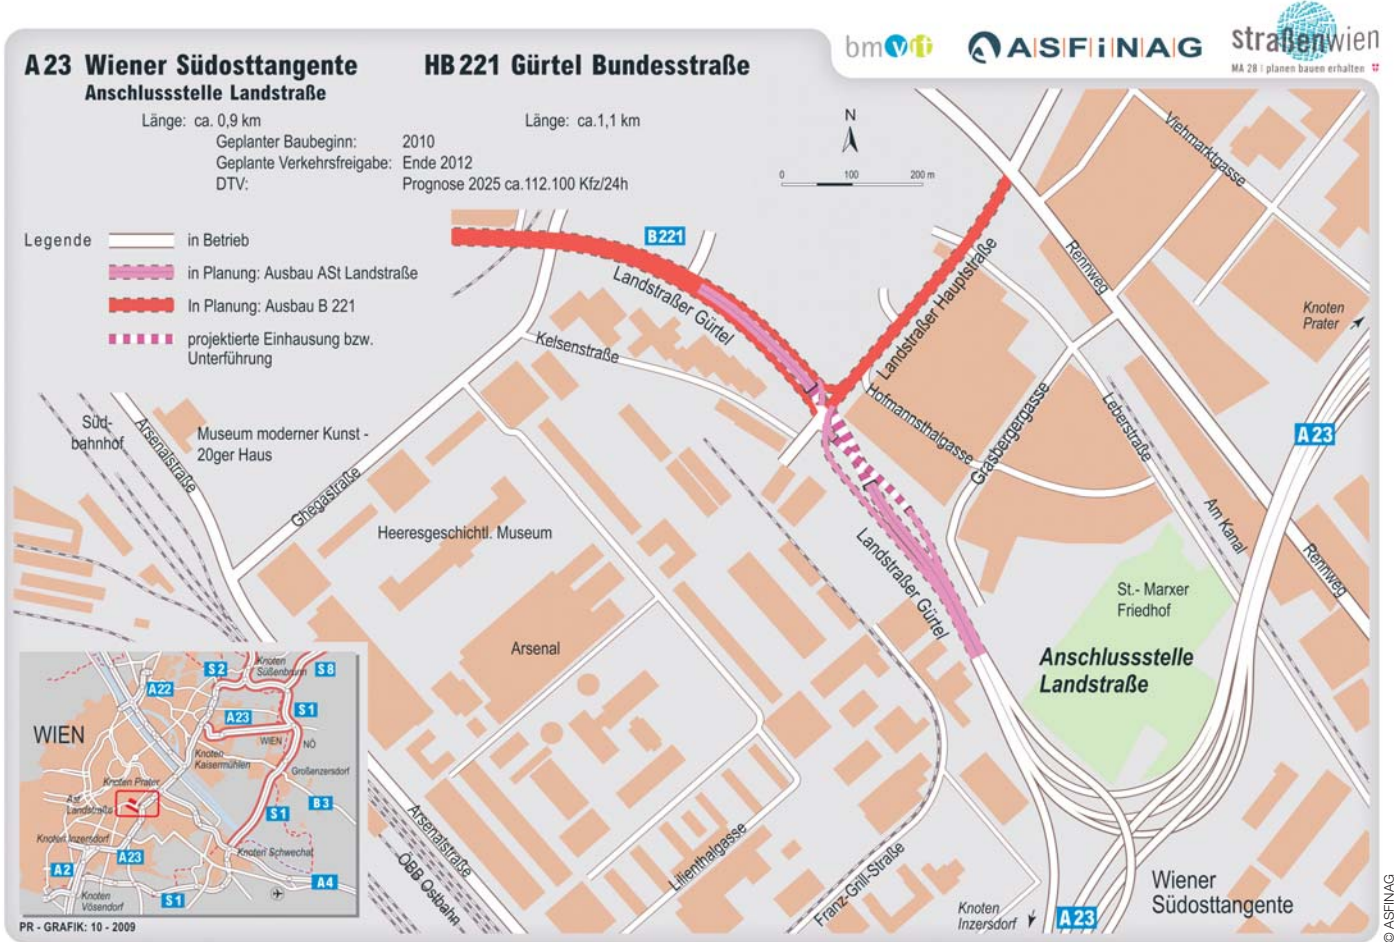 A23 Wiener Südosttangente
Anschlussstelle Landstraße
HB 221 Gürtel Bundesstraße
bmvit
ASFiNAG
straßenwien
MA 28 | planen bauen erhalten
Länge: ca. 0,9 km
Länge: ca.1,1 km
Geplanter Baubeginn: 2010
Geplante Verkehrsfreigabe: Ende 2012
DTV: Prognose 2025 ca.112.100 Kfz/24h
N
0 100 200 m
Legende
in Betrieb
in Planung: Ausbau ASt Landstraße
In Planung: Ausbau B 221
projektierte Einhausung bzw.
Unterführung
B221
Landstraßer Gürtel
Landstraßer Hauptstraße
Viehmarktgasse
Rennweg
Knoten
Prater
Kelsenstraße
Hofmannsthalgasse
Grasbergergasse
Leberstraße
A23
Süd-
bahnhof
Arsenalstraße
Museum moderner Kunst -
20ger Haus
Ghegastraße
Heeresgeschichtl. Museum
Am Kanal
Rennweg
Landstraßer Gürtel
St.- Marxer
Friedhof
Arsenal
Anschlussstelle
Landstraße
Arsenalstraße
ÖBB Ostbahn
Lilienthalgasse
Franz-Grill-Straße
Knoten
Inzersdorf
A23
Wiener
Südosttangente
WIEN
S2
Knoten
Süßenbrunn
S8
A22
S1
A23
WIEN
NÖ
Knoten
Kaisermühlen
Großenzersdorf
Knoten Prater
Ast
Landstraße
B3
S1
Knoten Inzersdorf
A23
Knoten Schwechat
A2
A4
Knoten
Vösendorf
S1
PR - GRAFIK: 10 - 2009
© ASFINAG